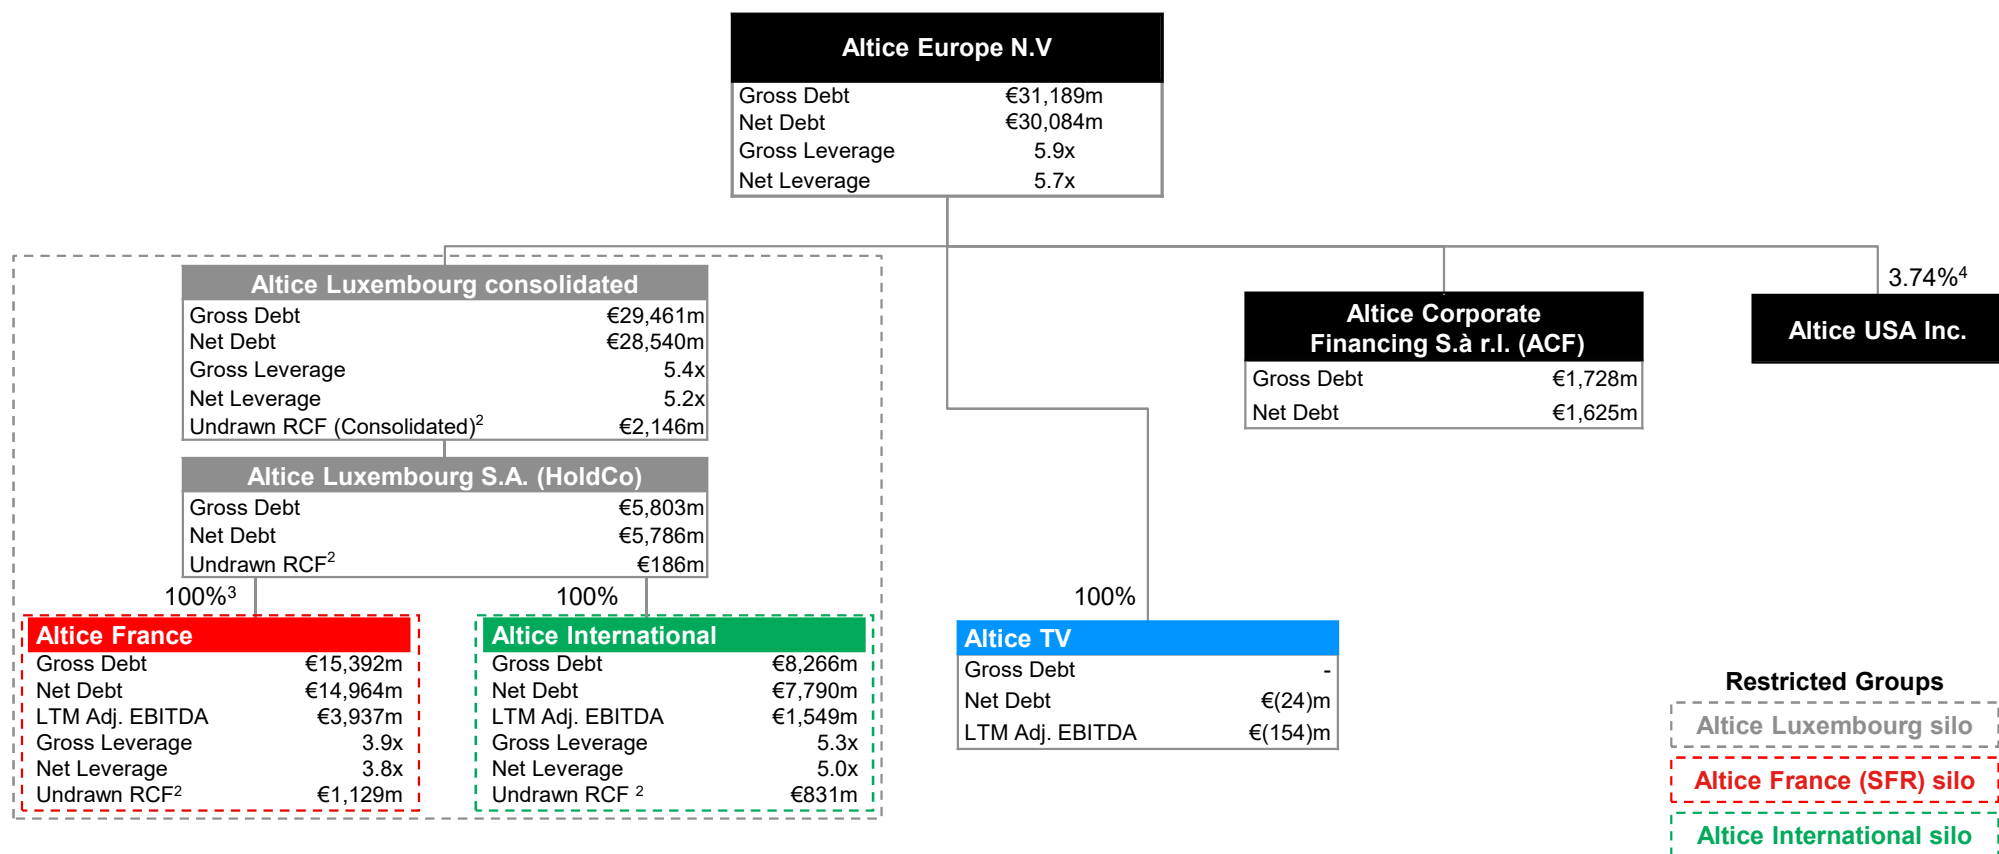 Altice Europe N.V
Gross Debt €31,189m
Net Debt €30,084m
Gross Leverage 5.9x
Net Leverage 5.7x
3.74%4
Altice Luxembourg consolidated
Gross Debt €29,461m
Net Debt €28,540m
Gross Leverage 5.4x
Net Leverage 5.2x
Undrawn RCF (Consolidated)2 €2,146m
Altice Corporate
Financing S.à r.l. (ACF)
Gross Debt €1,728m
Net Debt €1,625m
Altice USA Inc.
Altice Luxembourg S.A. (HoldCo)
Gross Debt €5,803m
Net Debt €5,786m
Undrawn RCF2 €186m
100%3
100%
100%
Altice France
Gross Debt €15,392m
Net Debt €14,964m
LTM Adj. EBITDA €3,937m
Gross Leverage 3.9x
Net Leverage 3.8x
Undrawn RCF2 €1,129m
Altice International
Gross Debt €8,266m
Net Debt €7,790m
LTM Adj. EBITDA €1,549m
Gross Leverage 5.3x
Net Leverage 5.0x
Undrawn RCF 2 €831m
Altice TV
Gross Debt -
Net Debt €(24)m
LTM Adj. EBITDA €(154)m
Restricted Groups
Altice Luxembourg silo
Altice France (SFR) silo
Altice International silo